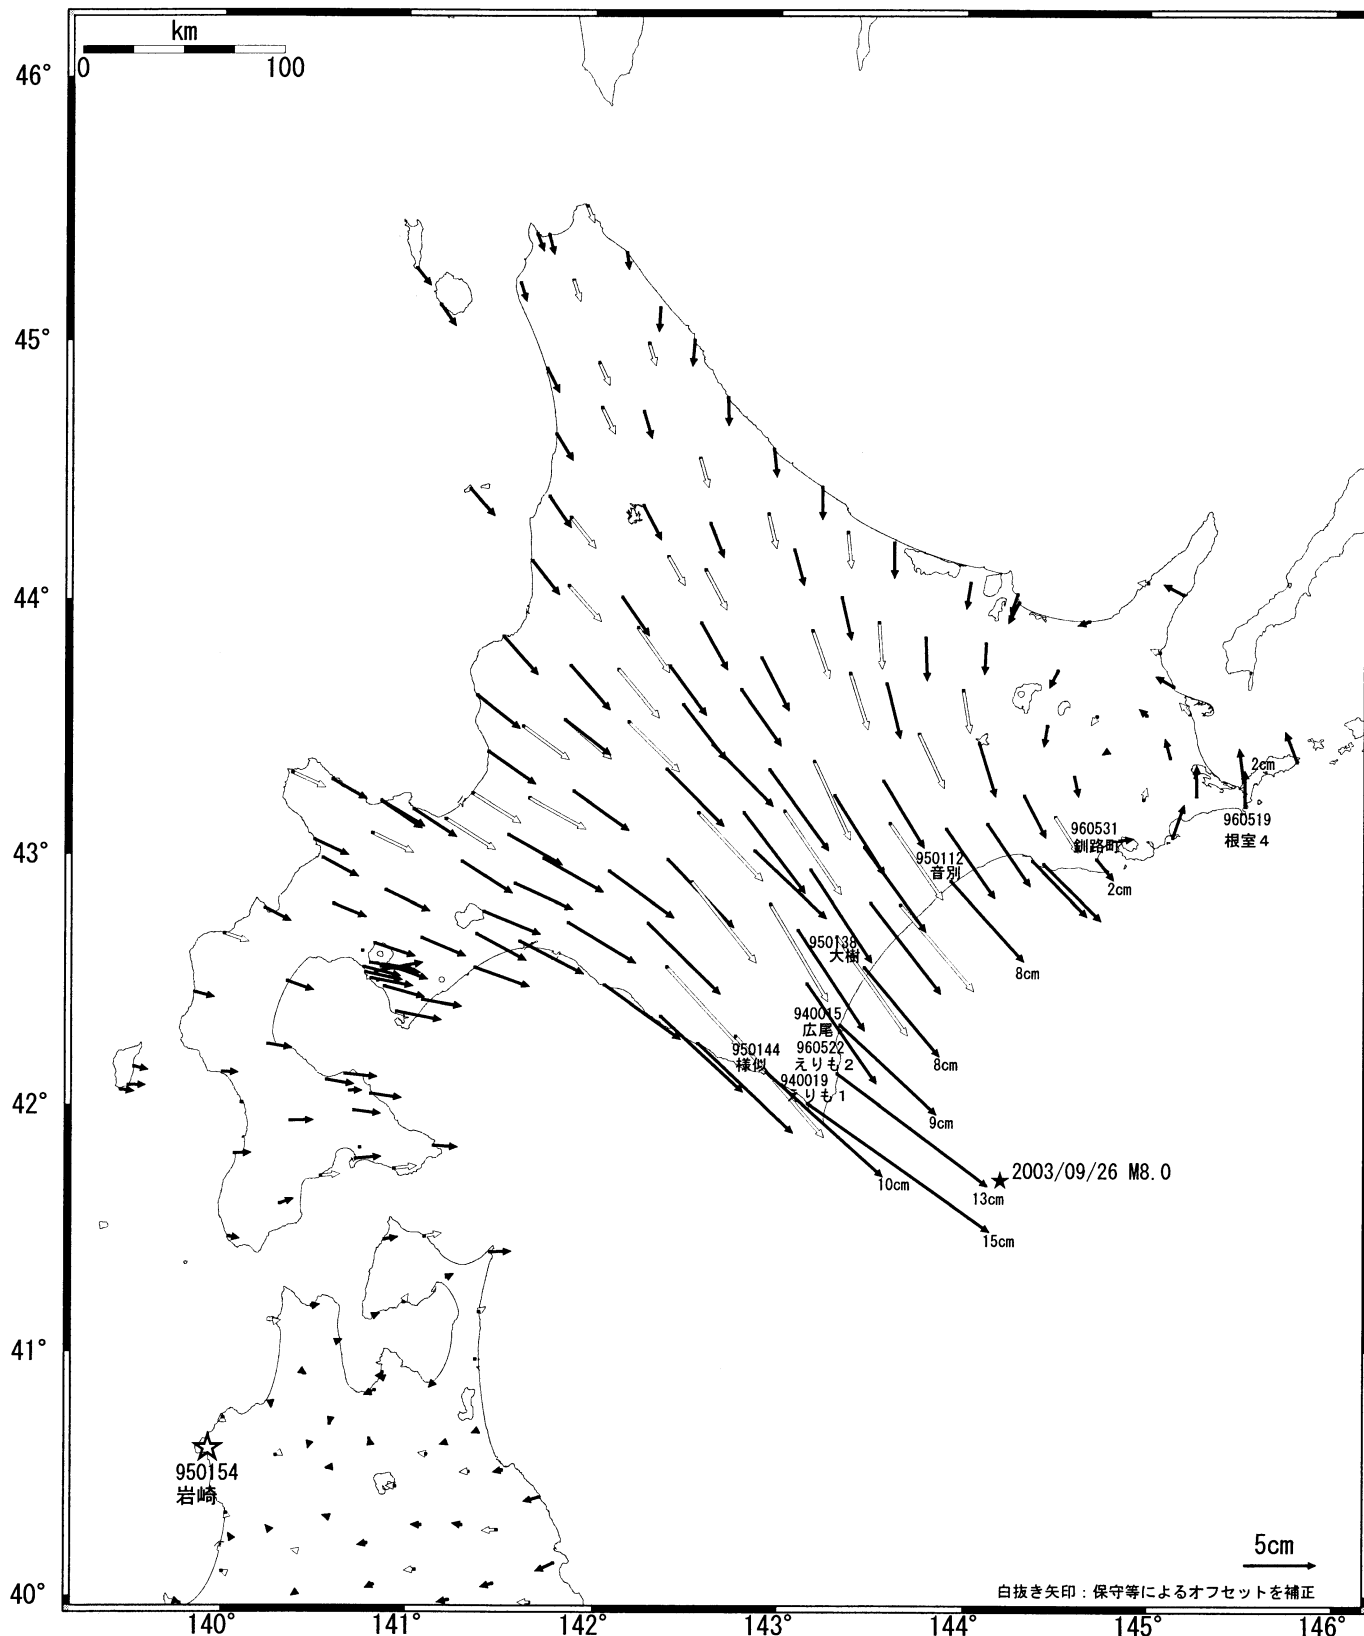 km
0 100
46°
45°
44°
43°
42°
41°
40°
2cm
960519
根室4
960531
釧路町
2cm
950112
音別
8cm
950138
大樹
8cm
940015
広尾
960522
えりも2
950144
様似
940019
えりも1
9cm
10cm
13cm
15cm
2003/09/26 M8.0
950154
岩崎
5cm
白抜き矢印：保守等によるオフセットを補正
140° 141° 142° 143° 144° 145° 146°